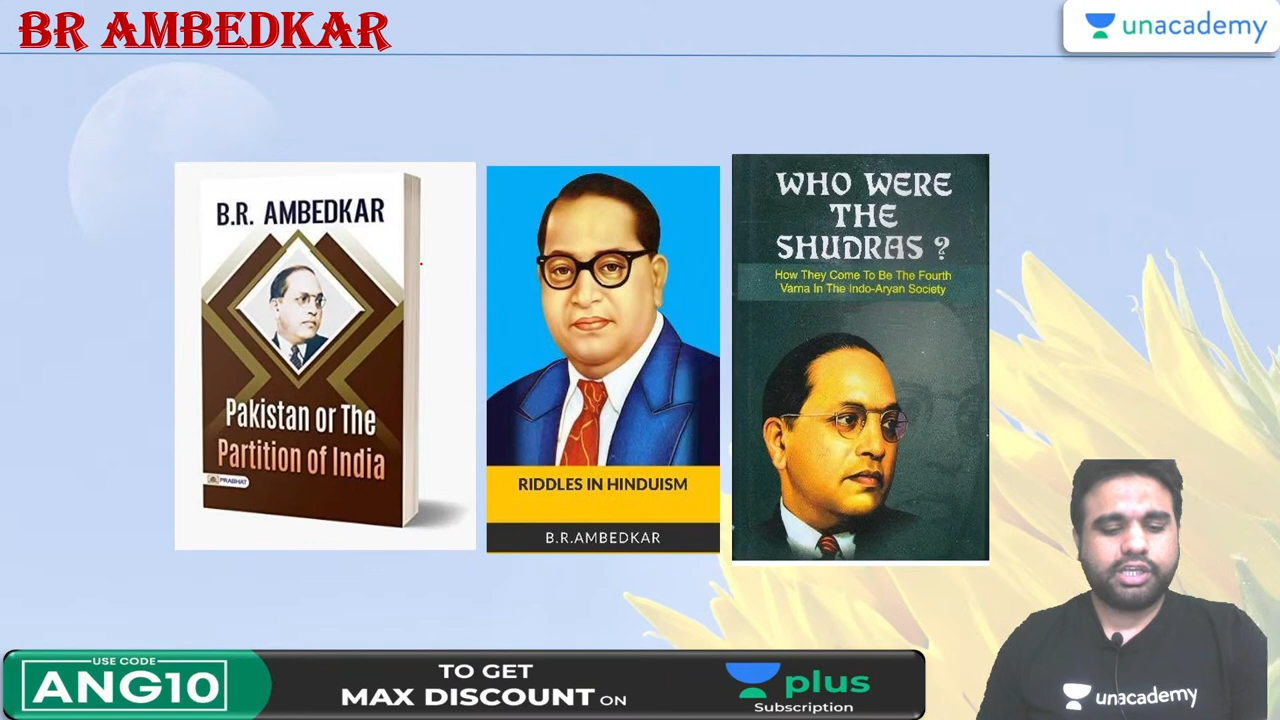 BR AMBEDKAR
unacademy
B.R. AMBEDKAR
Pakistan or The
Partition of India
PRABHAT
RIDDLES IN HINDUISM
B.R.AMBEDKAR
WHO WERE
THE
SHUDRAS ?
How They Come To Be The Fourth
Varna In The Indo-Aryan Society
USE CODE
ANG10
TO GET
MAX DISCOUNT ON
plus
Subscription
unacademy